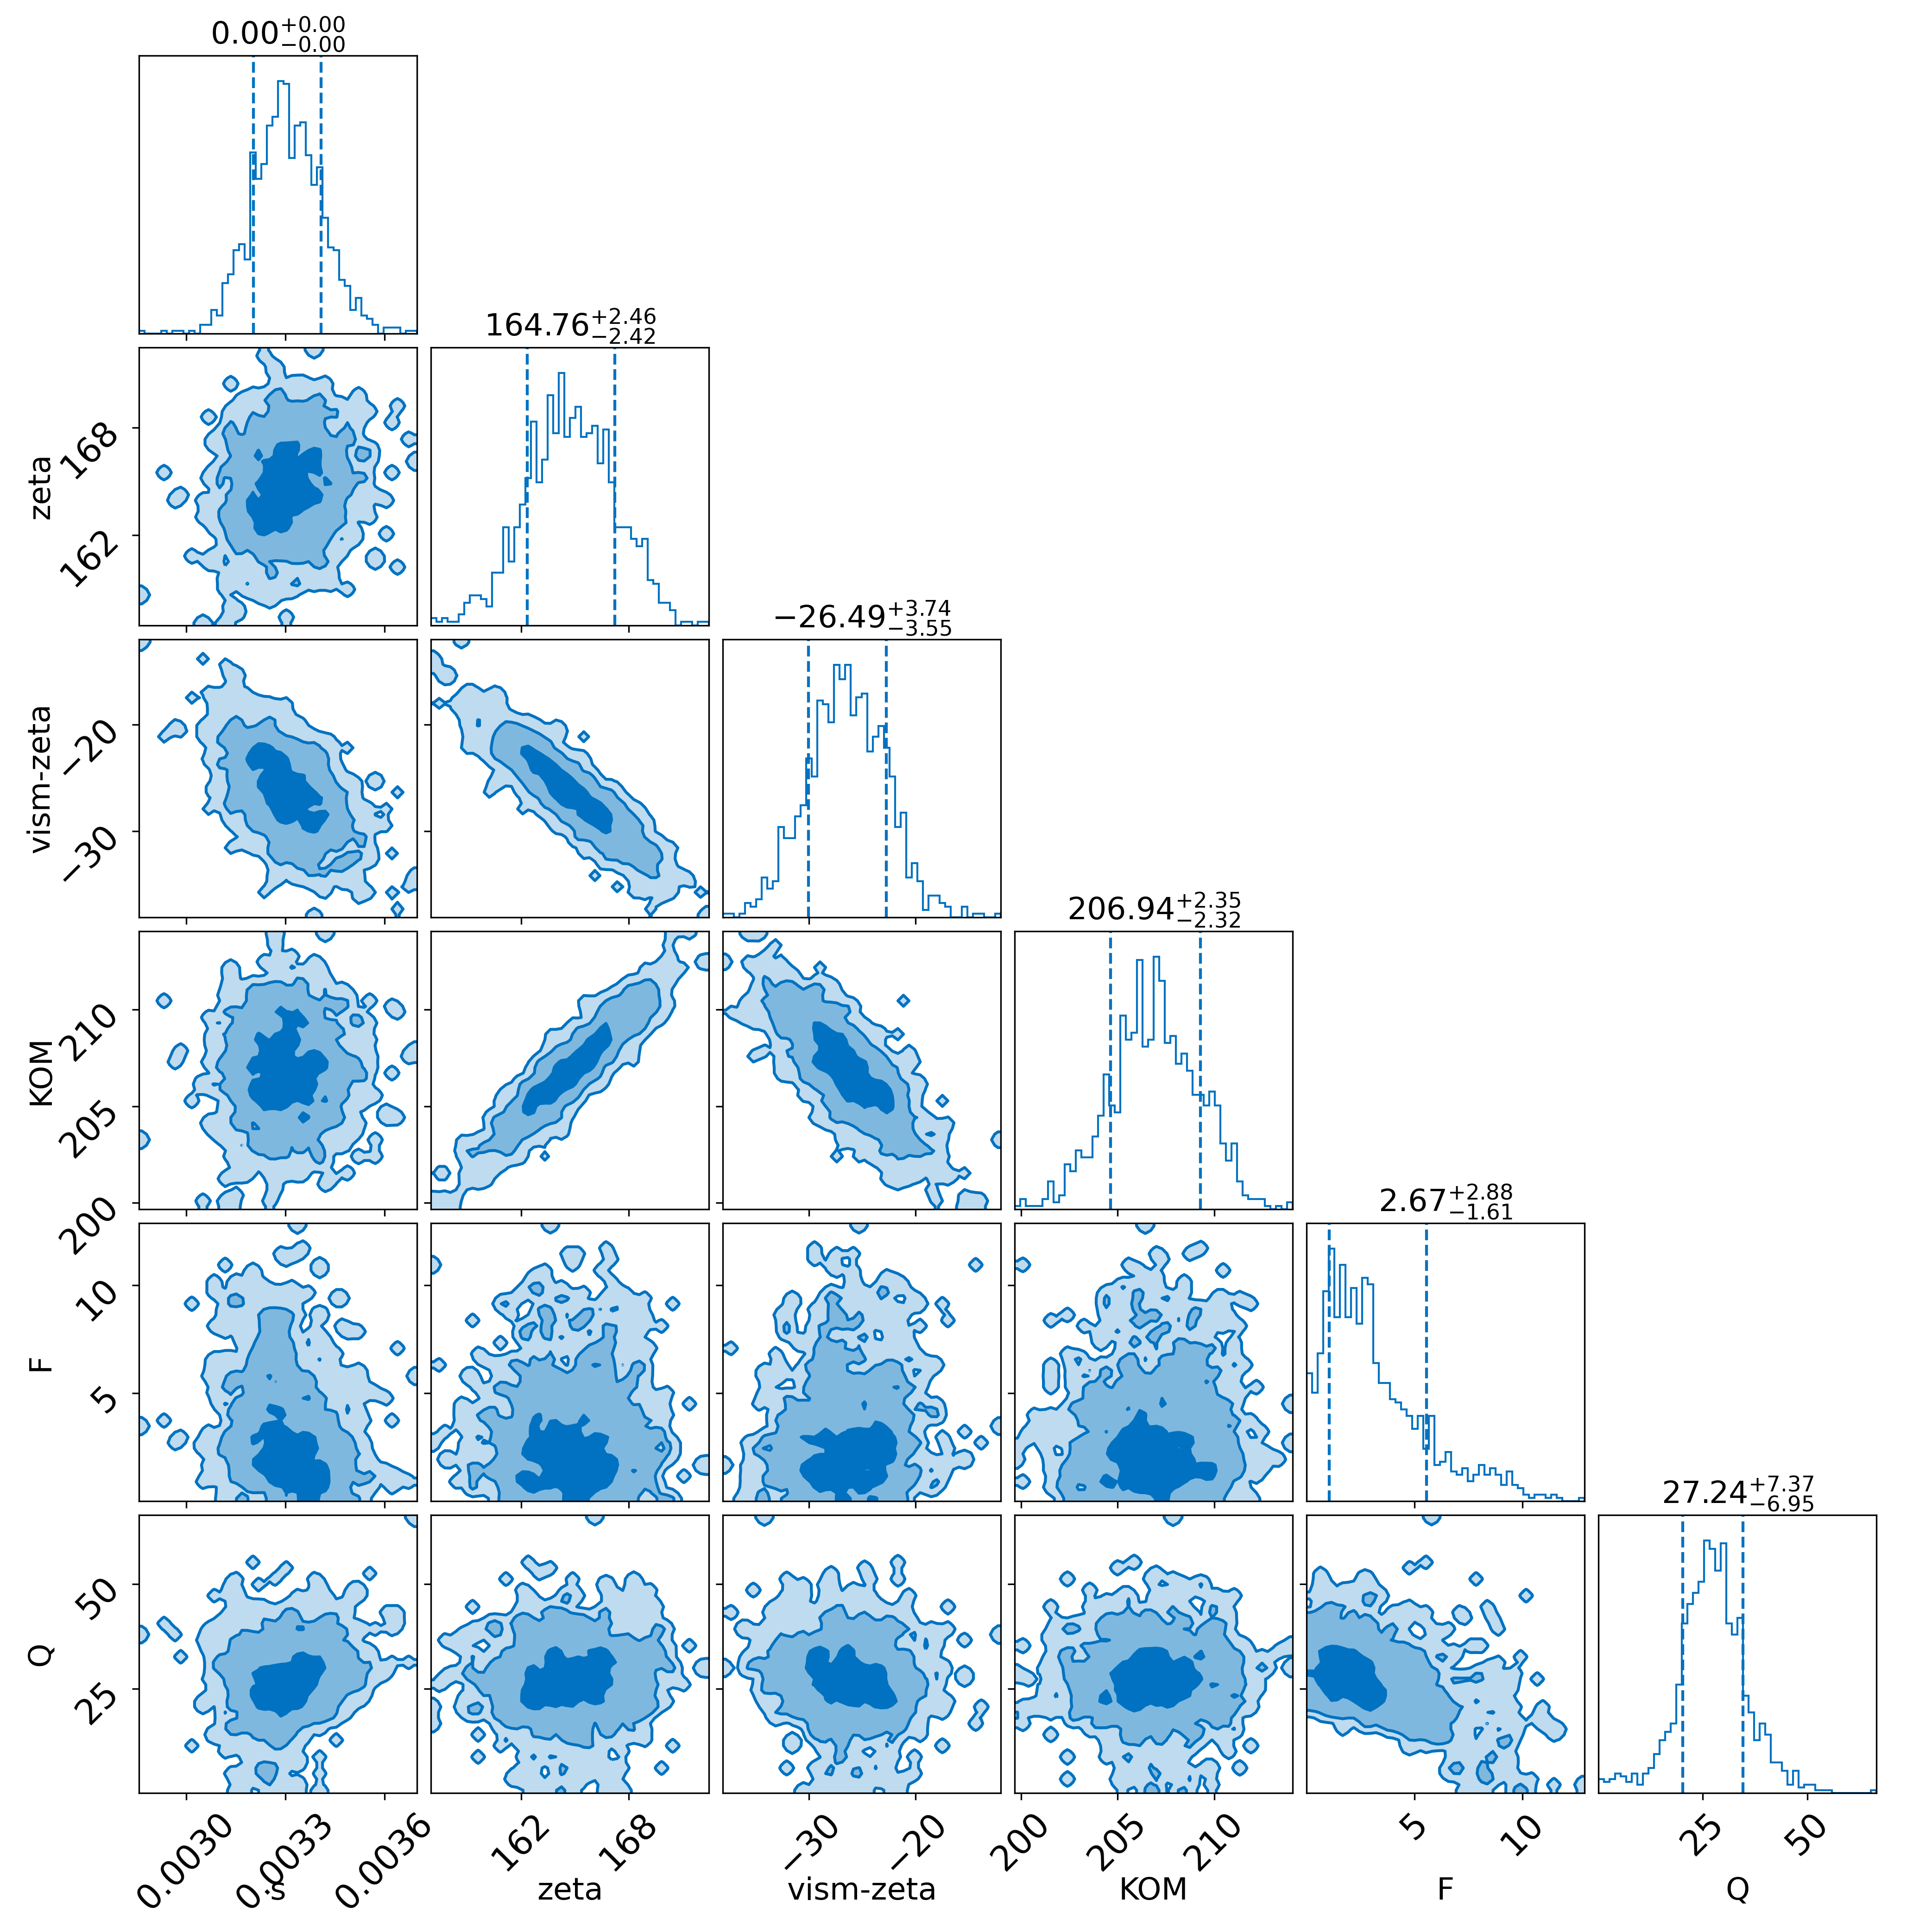 0.00+0.00−0.00
164.76+2.46−2.42
zeta
168
162
−26.49+3.74−3.55
vism-zeta
−20
−30
206.94+2.35−2.32
KOM
210
205
200
2.67+2.88−1.61
F
10
5
27.24+7.37−6.95
Q
50
25
0.0030 0.0033 0.0036 162 168 −30 −20 200 205 210 5 10 25 50
s zeta vism-zeta KOM F Q